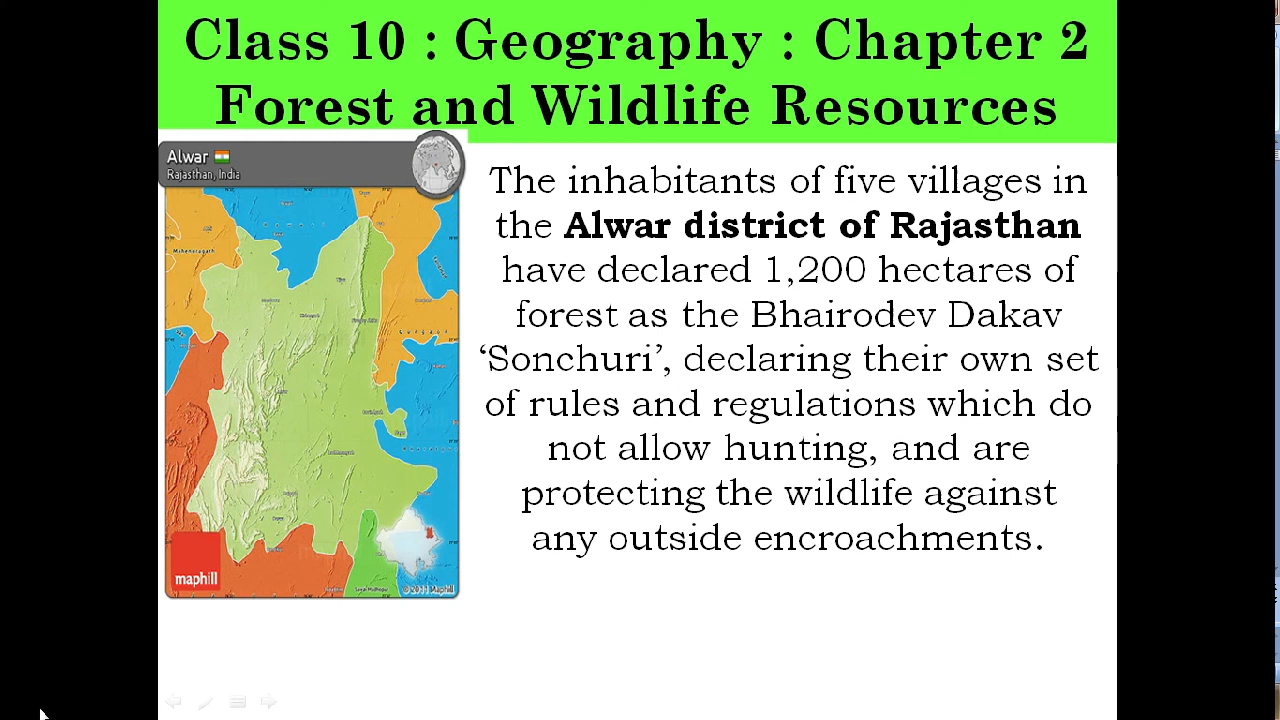 Class 10 : Geography : Chapter 2
Forest and Wildlife Resources
Alwar
Rajasthan, India
The inhabitants of five villages in
the Alwar district of Rajasthan
have declared 1,200 hectares of
forest as the Bhairodev Dakav
‘Sonchuri’, declaring their own set
of rules and regulations which do
not allow hunting, and are
protecting the wildlife against
any outside encroachments.
maphill
© 2011 Maphill